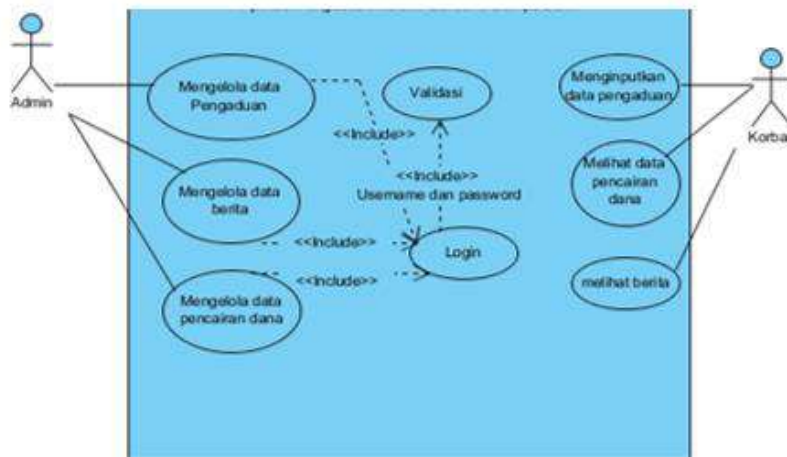 Admin
Mengelola data
Pengaduan
Validasi
Menginputkan
data pengaduan
Korba
<<Include>>
Mengelola data
berita
<<Include>>
Username dan password
Melihat data
pencairan
dana
<<Include>>
Login
<<Include>>
Mengelola data
pencairan dana
melihat berita